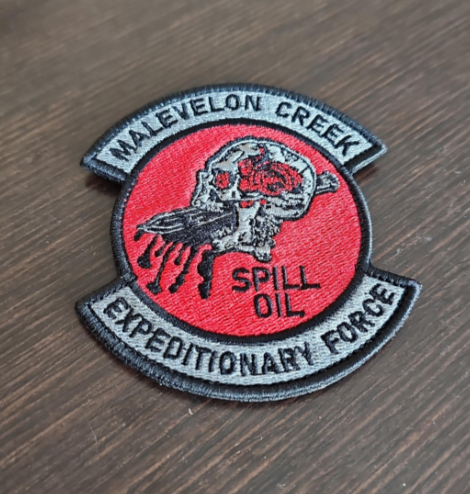 MALEVELON CREEK
SPILL
OIL
EXPEDITIONARY FORCE